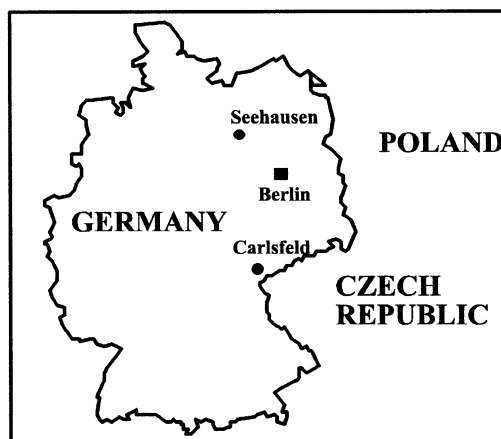 Seehausen
POLAND
Berlin
GERMANY
Carlsfeld
CZECH
REPUBLIC